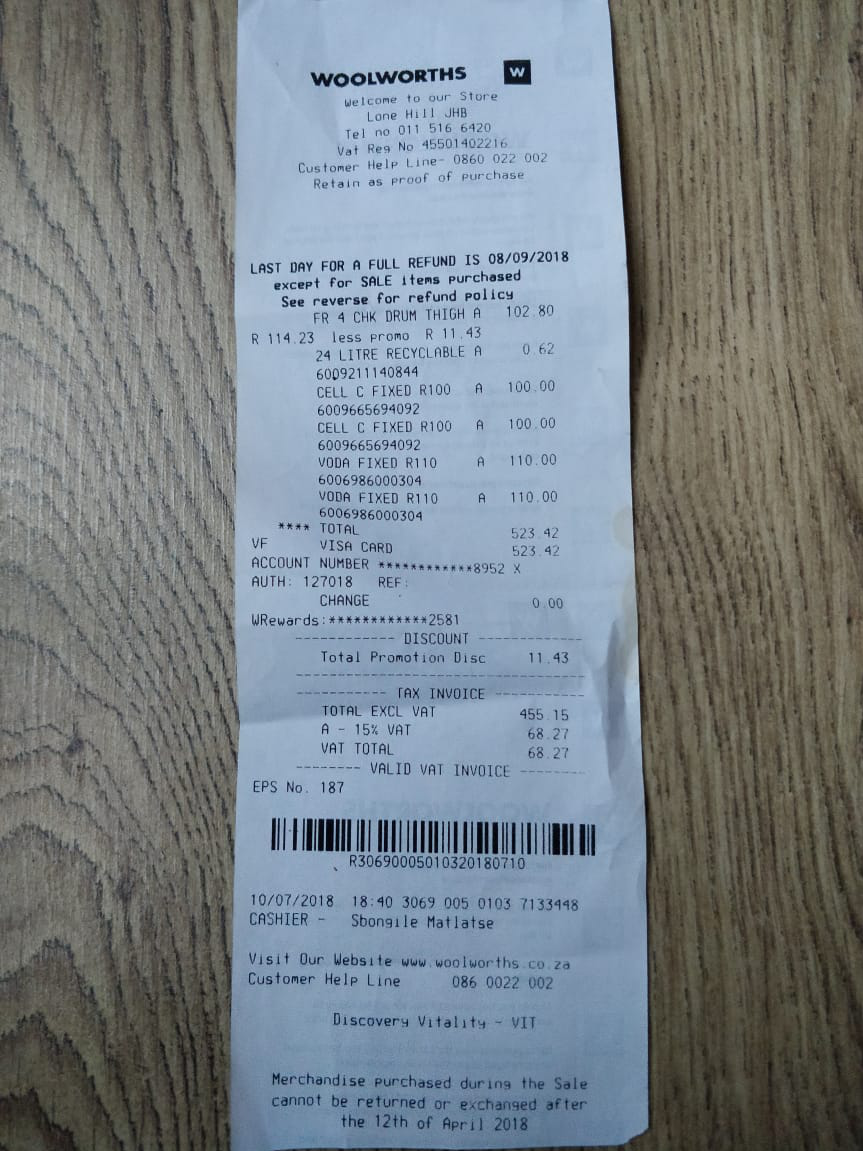 WOOLWORTHS W
Welcome to our Store
Lone Hill JHB
Tel no 011 516 6420
Vat Reg No 45501402216
Customer Help Line- 0860 022 002
Retain as proof of purchase
LAST DAY FOR A FULL REFUND IS 08/09/2018
except for SALE items purchased
See reverse for refund policy
FR 4 CHK DRUM THIGH A 102.80
R 114.23 less promo R 11.43
24 LITRE RECYCLABLE A 0.62
6009211140844
CELL C FIXED R100 A 100.00
6009665694092
CELL C FIXED R100 A 100.00
6009665694092
VODA FIXED R110 A 110.00
6006986000304
VODA FIXED R110 A 110.00
6006986000304
**** TOTAL 523.42
VF VISA CARD 523.42
ACCOUNT NUMBER ************8952 X
AUTH: 127018 REF:
CHANGE 0.00
WRewards:************2581
------------ DISCOUNT ------------
Total Promotion Disc 11.43
----------------------------------
----------- TAX INVOICE -----------
TOTAL EXCL VAT 455.15
A - 15% VAT 68.27
VAT TOTAL 68.27
-------- VALID VAT INVOICE --------
EPS No. 187
R30690005010320180710
10/07/2018 18:40 3069 005 0103 7133448
CASHIER - Sbongile Matlatse
Visit Our Website www.woolworths.co.za
Customer Help Line 086 0022 002
Discovery Vitality - VIT
Merchandise purchased during the Sale
cannot be returned or exchanged after
the 12th of April 2018